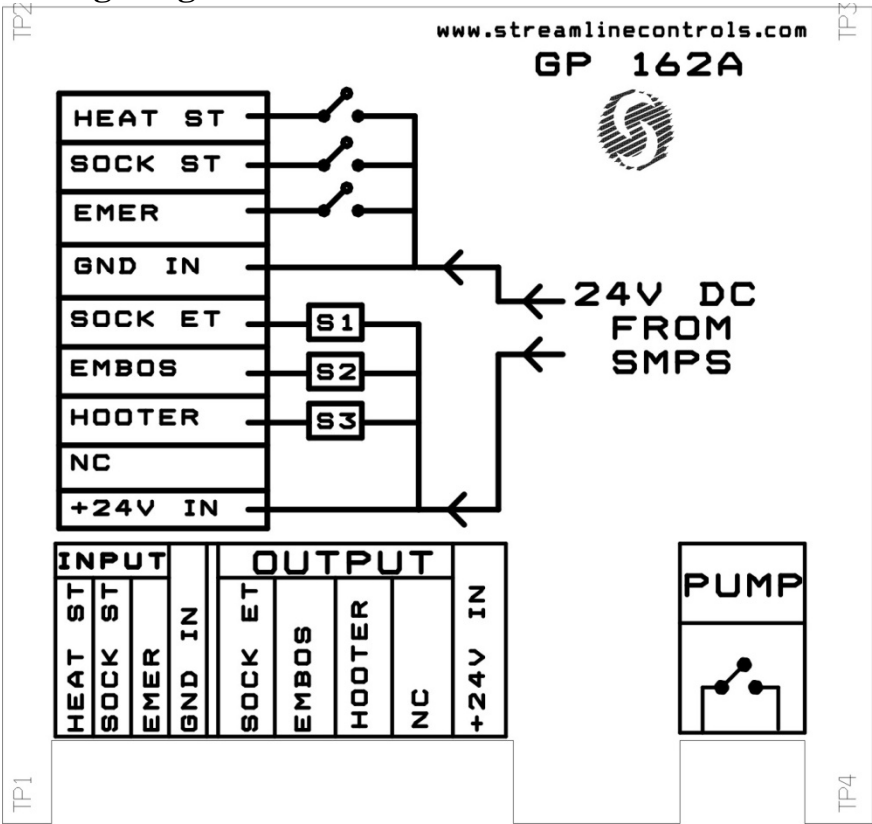 TP2
TP3
www.streamlinecontrols.com
GP 162A
HEAT ST
SOCK ST
EMER
GND IN
SOCK ET
S1
EMBOS
S2
HOOTER
S3
NC
+24V IN
24V DC
FROM
SMPS
INPUT
OUTPUT
HEAT ST
SOCK ST
EMER
GND IN
SOCK ET
EMBOS
HOOTER
NC
+24V IN
PUMP
TP1
TP4